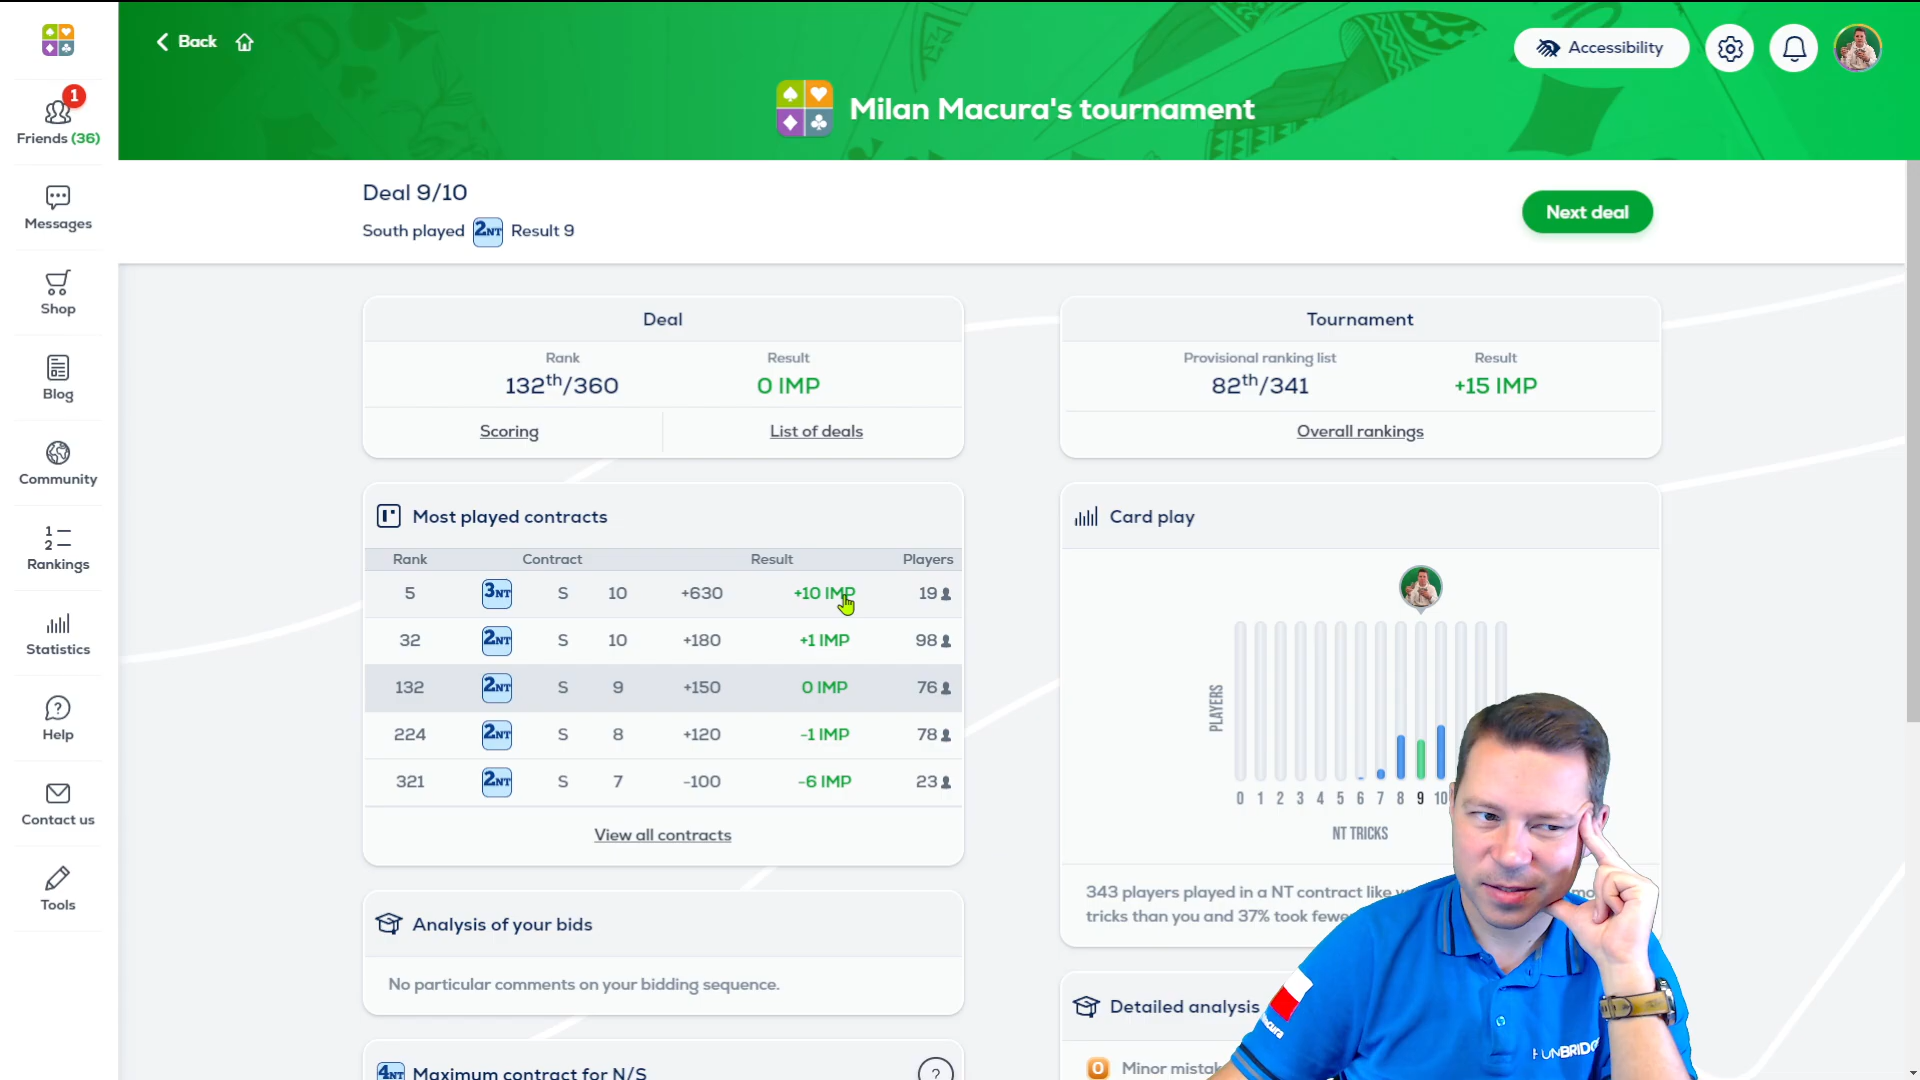 Back
Accessibility
Milan Macura's tournament
1
Friends (36)
Messages
Shop
Blog
Community
1
2
Rankings
Statistics
Help
Contact us
Tools
Deal 9/10
South played 2NT Result 9
Next deal
Deal
Rank Result
132th/360 0 IMP
Scoring List of deals
Tournament
Provisional ranking list Result
82th/341 +15 IMP
Overall rankings
Most played contracts
Rank Contract Result Players
5 3NT S 10 +630 +10 IMP 19
32 2NT S 10 +180 +1 IMP 98
132 2NT S 9 +150 0 IMP 76
224 2NT S 8 +120 -1 IMP 78
321 2NT S 7 -100 -6 IMP 23
View all contracts
Card play
PLAYERS
0 1 2 3 4 5 6 7 8 9 10
NT TRICKS
343 players played in a NT contract like
tricks than you and 37% took
Analysis of your bids
No particular comments on your bidding sequence.
Detailed analysis
Minor
4NT Maximum contract for N/S
?